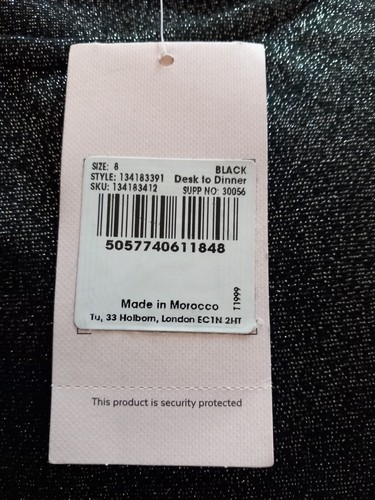 SIZE: 8 BLACK
STYLE: 134183391 Desk to Dinner
SKU: 134183412 SUPP NO: 30056
5057740611848
T1999
Made in Morocco
Tu, 33 Holborn, London EC1N 2HT
This product is security protected